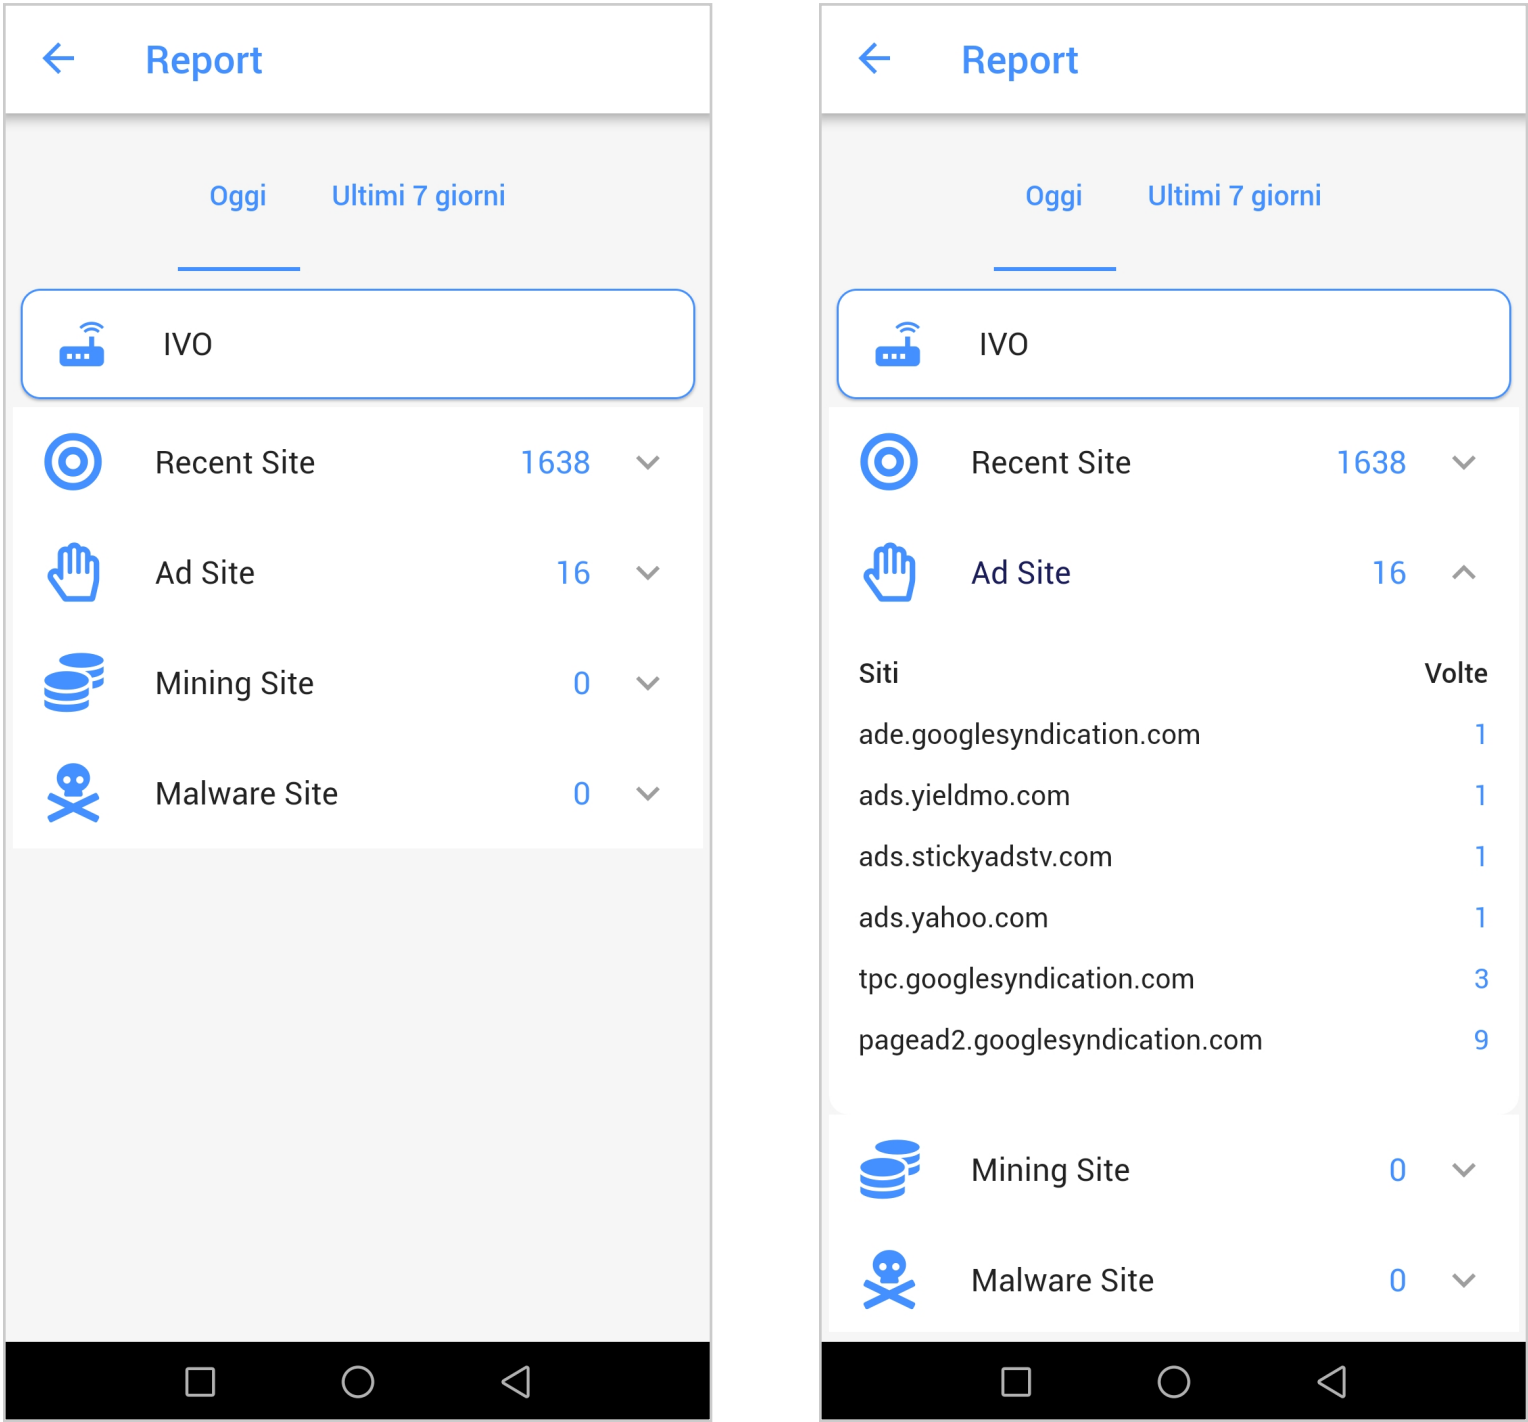 Report
Oggi Ultimi 7 giorni
IVO
Recent Site 1638
Ad Site 16
Mining Site 0
Malware Site 0
Report
Oggi Ultimi 7 giorni
IVO
Recent Site 1638
Ad Site 16
Siti Volte
ade.googlesyndication.com 1
ads.yieldmo.com 1
ads.stickyadstv.com 1
ads.yahoo.com 1
tpc.googlesyndication.com 3
pagead2.googlesyndication.com 9
Mining Site 0
Malware Site 0